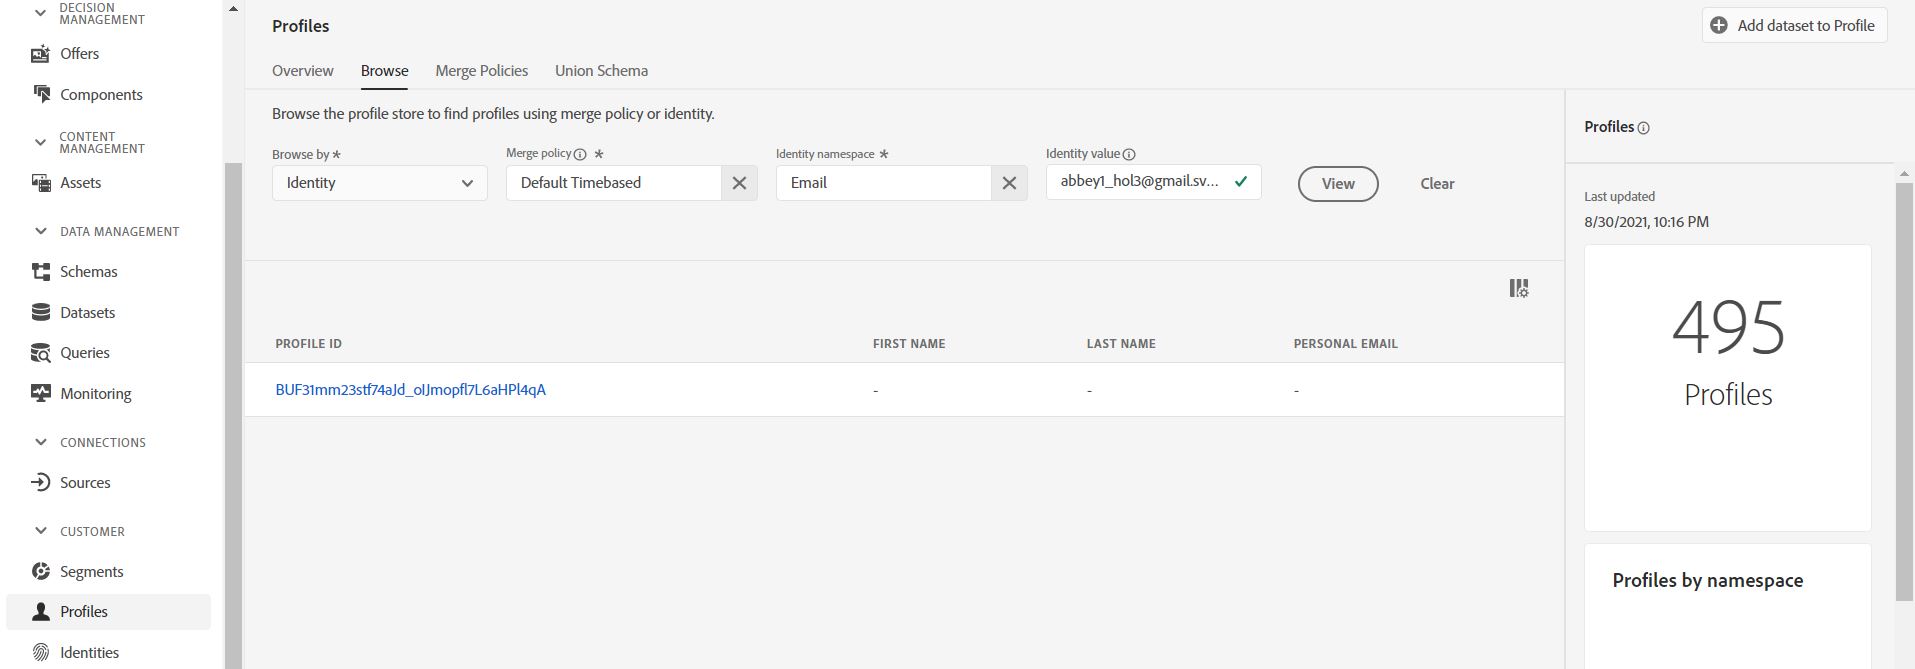 DECISION
MANAGEMENT
Offers
Components
CONTENT
MANAGEMENT
Assets
DATA MANAGEMENT
Schemas
Datasets
Queries
Monitoring
CONNECTIONS
Sources
CUSTOMER
Segments
Profiles
Identities
Profiles
Add dataset to Profile
Overview Browse Merge Policies Union Schema
Browse the profile store to find profiles using merge policy or identity.
Browse by * Merge policy * Identity namespace * Identity value
Identity Default Timebased Email abbey1_hol3@gmail.sv... View Clear
PROFILE ID FIRST NAME LAST NAME PERSONAL EMAIL
BUF31mm23stf74aJd_oIJmopfl7L6aHPl4qA - - -
Profiles
Last updated
8/30/2021, 10:16 PM
495
Profiles
Profiles by namespace